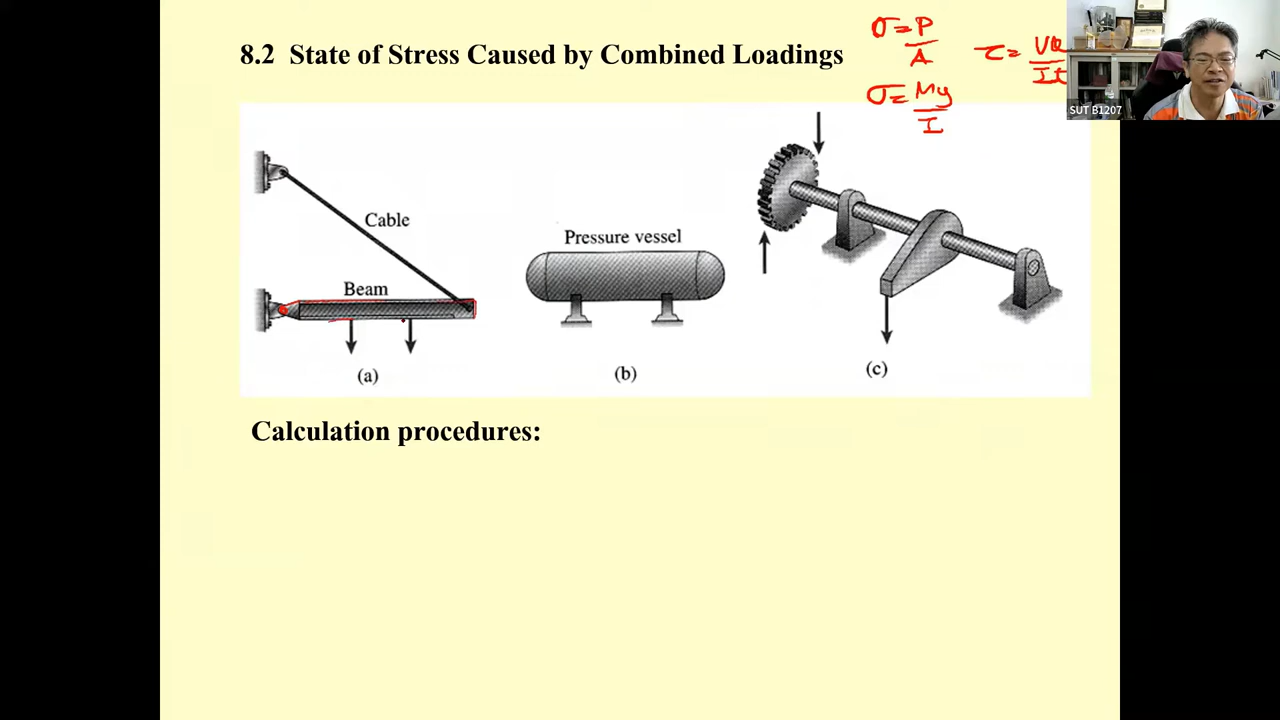 8.2 State of Stress Caused by Combined Loadings
σ=P/A
τ=VQ/It
σ=My/I
SUT B1207
Cable
Beam
Pressure vessel
(a)
(b)
(c)
Calculation procedures: